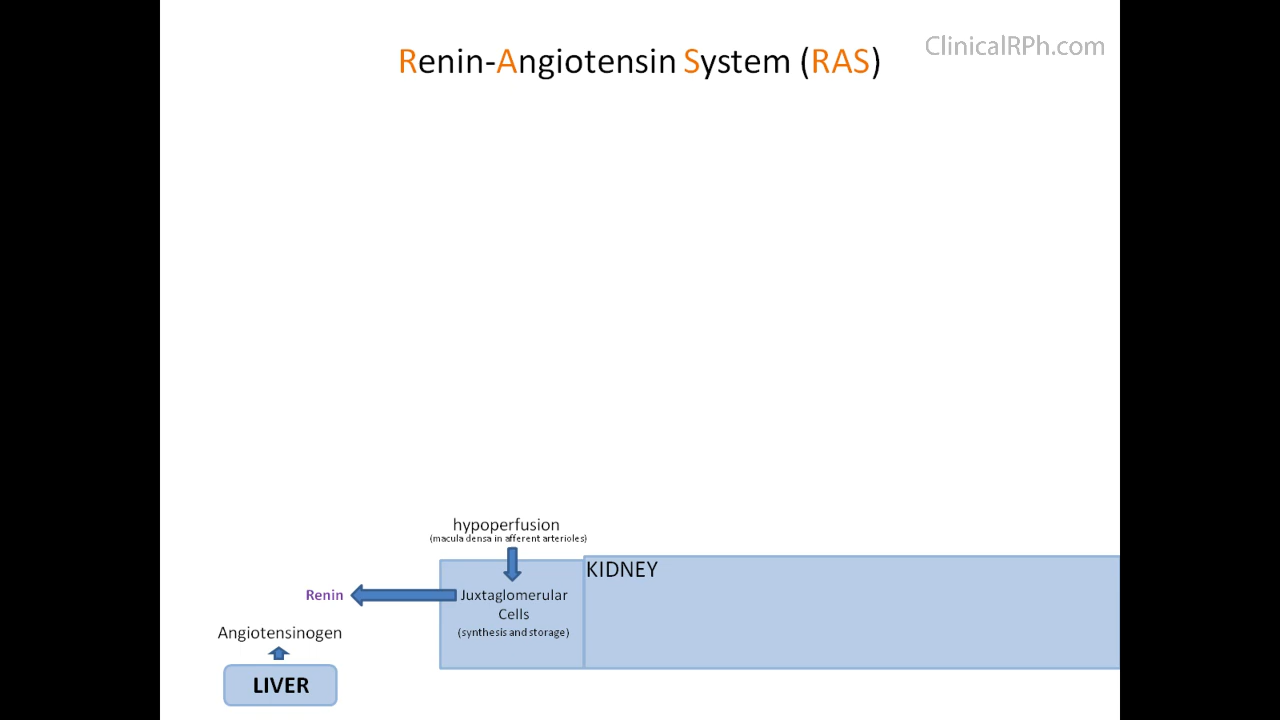 ClinicalRPh.com
Renin-Angiotensin System (RAS)
hypoperfusion
(macula densa in afferent arterioles)
KIDNEY
Renin
Juxtaglomerular
Cells
(synthesis and storage)
Angiotensinogen
LIVER